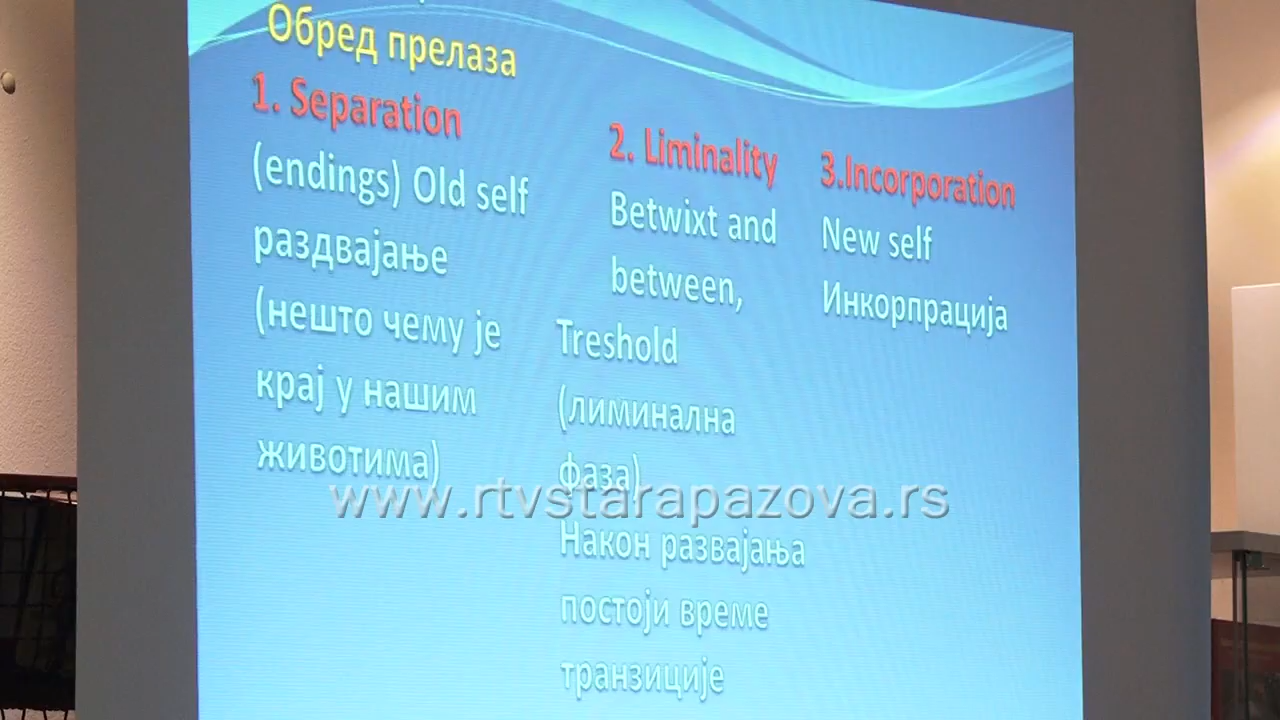 Обред прелаза
1. Separation
(endings) Old self
раздвајање
(нешто чему је
крај у нашим
животима)
2. Liminality
Betwixt and
between,
Treshold
(лиминална
фаза)
Након развајања
постоји време
транзиције
3.Incorporation
New self
Инкорпрација
www.rtvstarapazova.rs